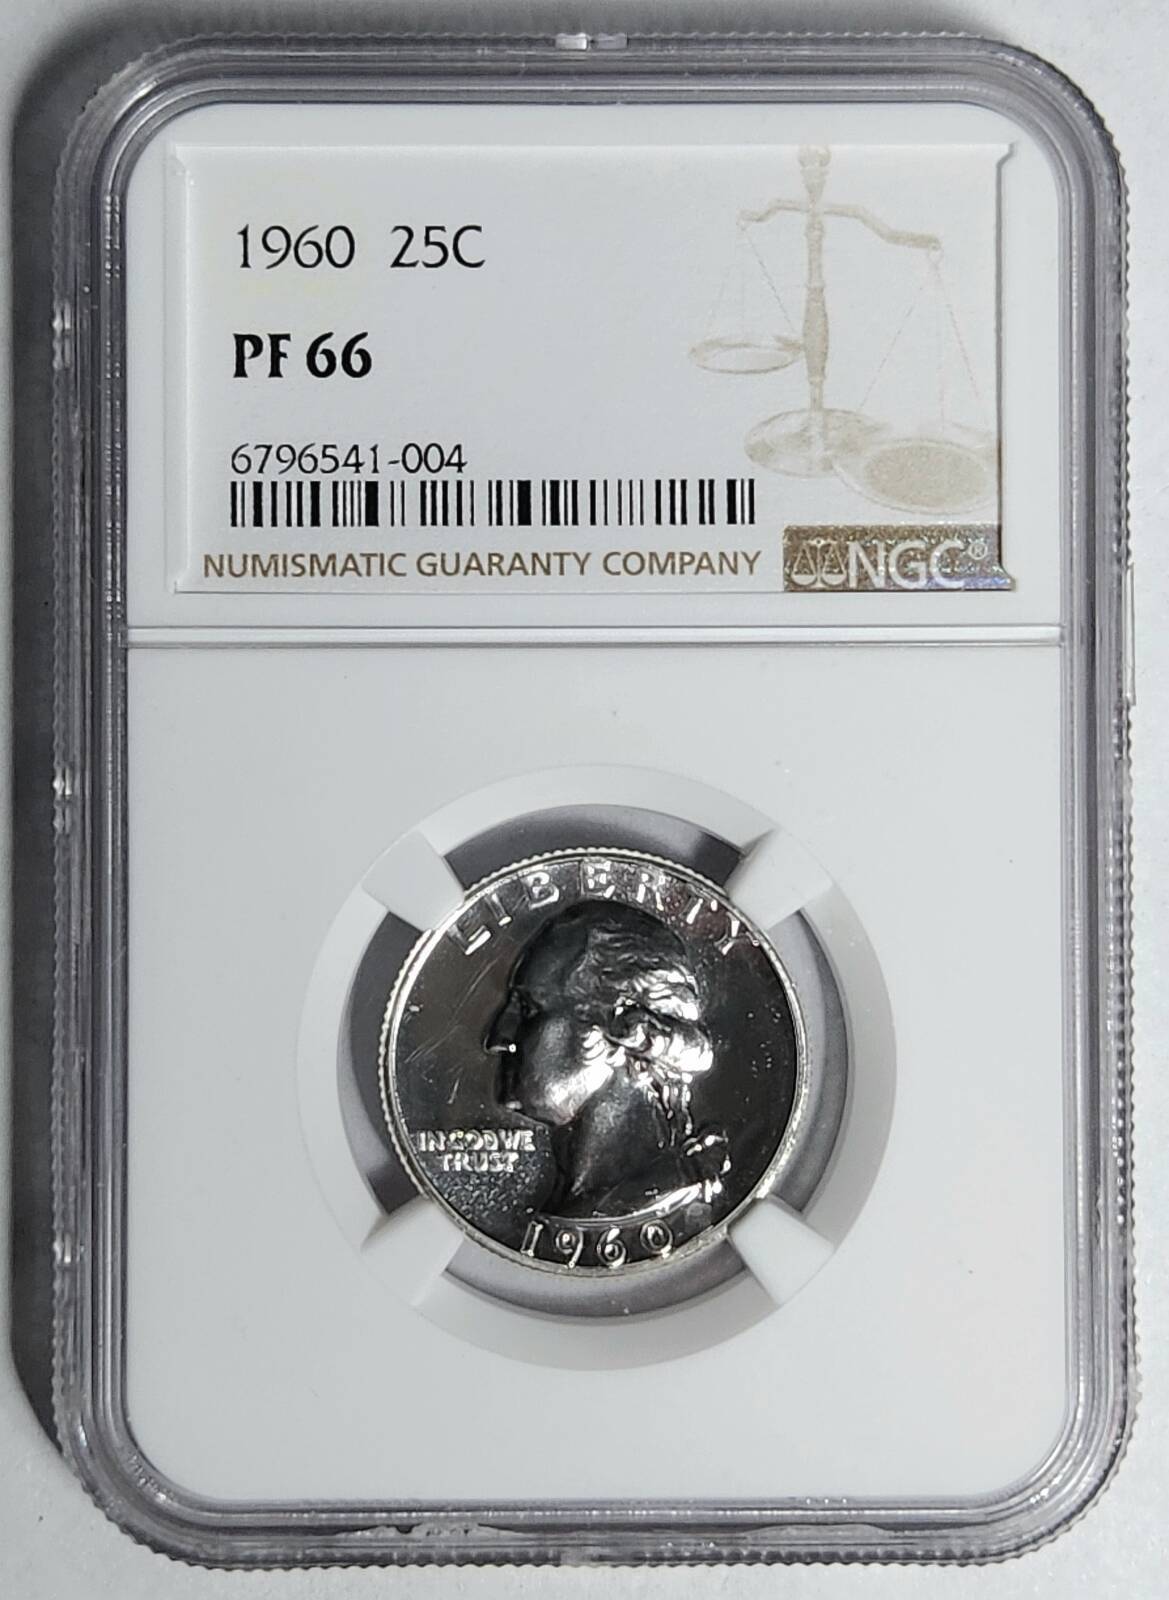 1960 25C
PF 66
6796541-004
NUMISMATIC GUARANTY COMPANY
NGC®
LIBERTY
IN GOD WE
TRUST
1960